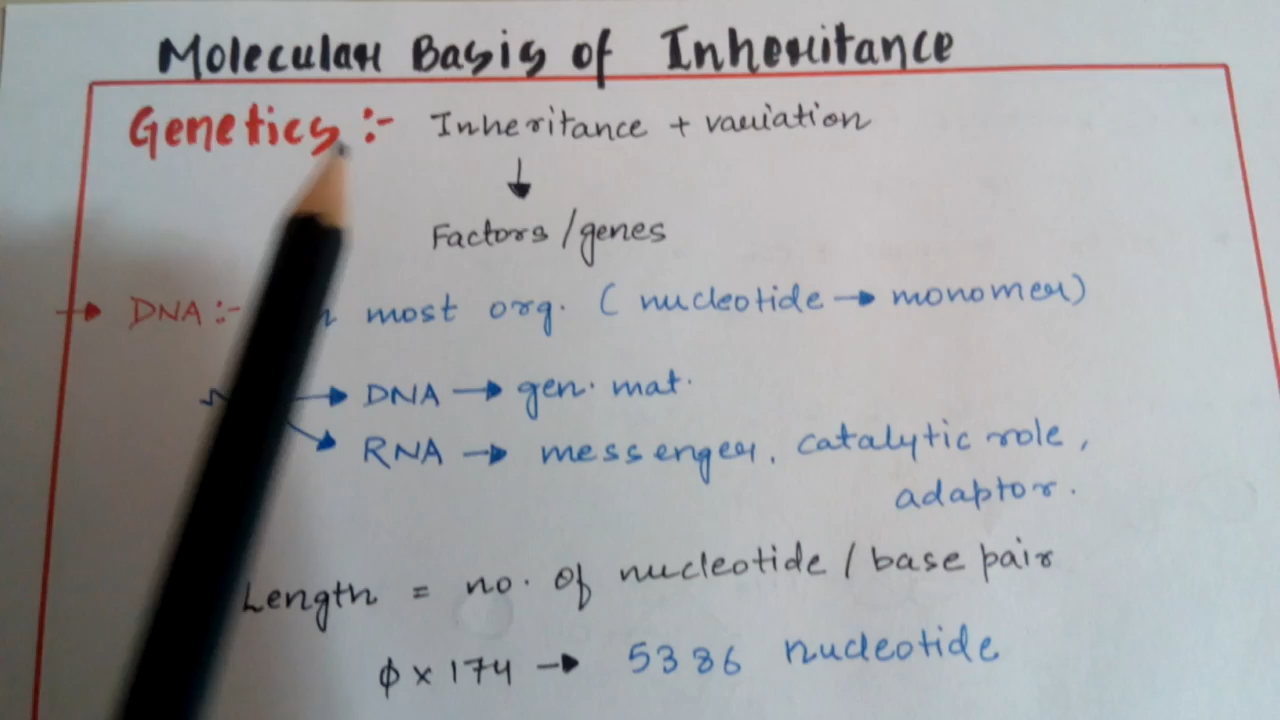 Molecular Basis of Inheritance
Genetics :- Inheritance + variation
↓
Factors / genes
→ DNA :- most org. ( nucleotide → monomer)
→ DNA → gen. mat.
→ RNA → messenger, catalytic role,
adaptor.
Length = no. of nucleotide / base pair
ϕ x 174 → 5386 nucleotide